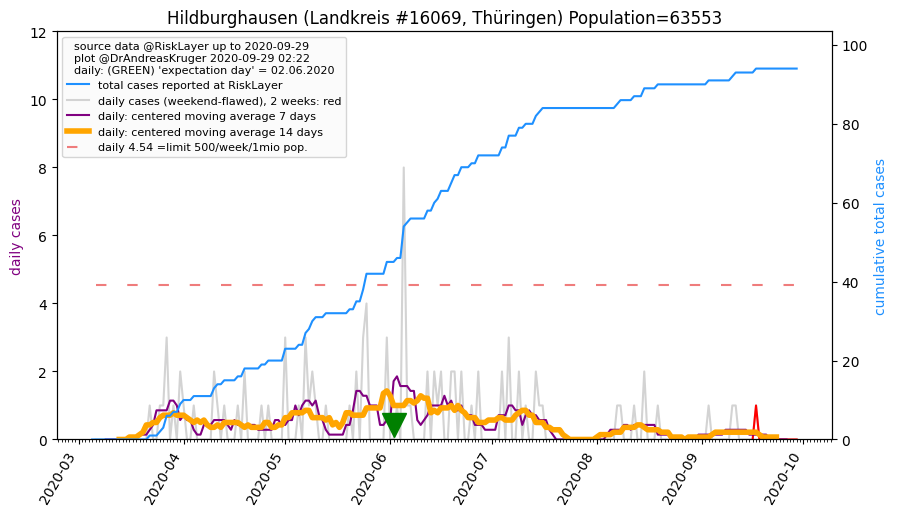 Hildburghausen (Landkreis #16069, Thüringen) Population=63553
source data @RiskLayer up to 2020-09-29
plot @DrAndreasKruger 2020-09-29 02:22
daily: (GREEN) 'expectation day' = 02.06.2020
total cases reported at RiskLayer
daily cases (weekend-flawed), 2 weeks: red
daily: centered moving average 7 days
daily: centered moving average 14 days
daily 4.54 =limit 500/week/1mio pop.
daily cases
12
10
8
6
4
2
0
cumulative total cases
100
80
60
40
20
0
2020-03
2020-04
2020-05
2020-06
2020-07
2020-08
2020-09
2020-10